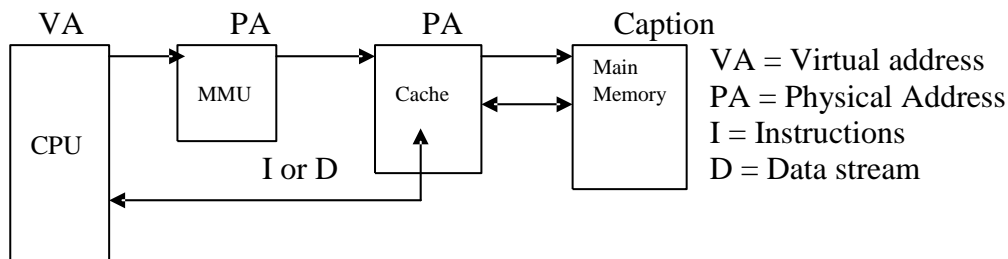 VA PA PA Caption
VA = Virtual address
PA = Physical Address
I = Instructions
D = Data stream
CPU
MMU
Cache
Main
Memory
I or D